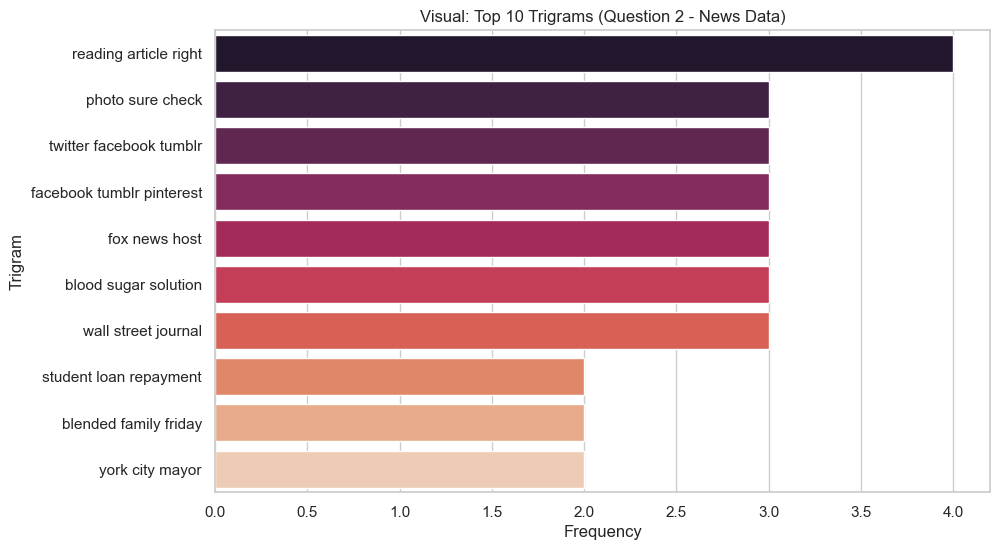 Visual: Top 10 Trigrams (Question 2 - News Data)
reading article right
photo sure check
twitter facebook tumblr
facebook tumblr pinterest
fox news host
blood sugar solution
wall street journal
student loan repayment
blended family friday
york city mayor
Trigram
0.0 0.5 1.0 1.5 2.0 2.5 3.0 3.5 4.0
Frequency